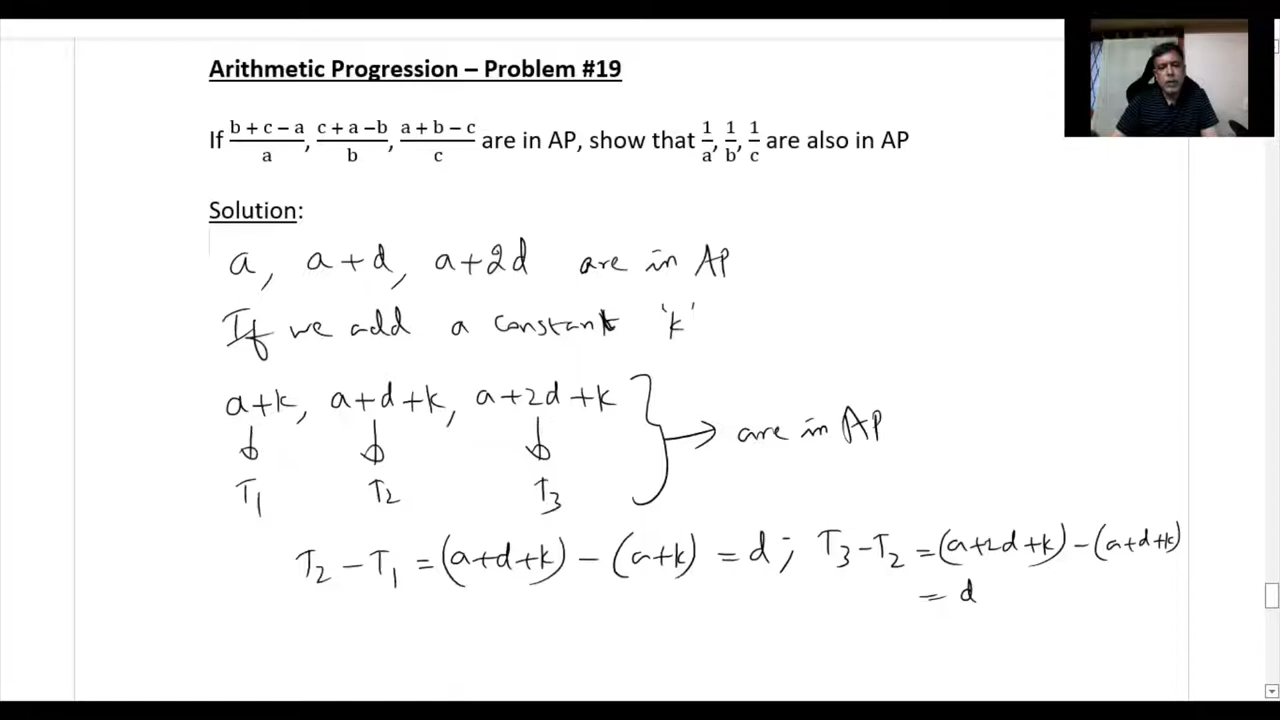 Arithmetic Progression – Problem #19
If (b + c – a)/a, (c + a – b)/b, (a + b – c)/c are in AP, show that 1/a, 1/b, 1/c are also in AP
Solution:
a, a+d, a+2d are in AP
If we add a constant 'k'
a+k, a+d+k, a+2d+k → are in AP
T₁ T₂ T₃
T₂ – T₁ = (a+d+k) – (a+k) = d; T₃ – T₂ = (a+2d+k) – (a+d+k)
= d